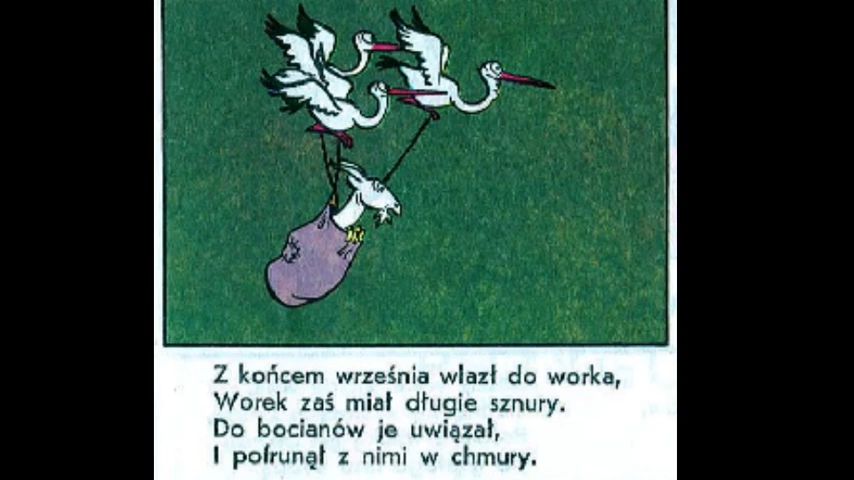 Z końcem września wlazł do worka,
Worek zaś miał długie sznury.
Do bocianów je uwiązał,
I pofrunął z nimi w chmury.